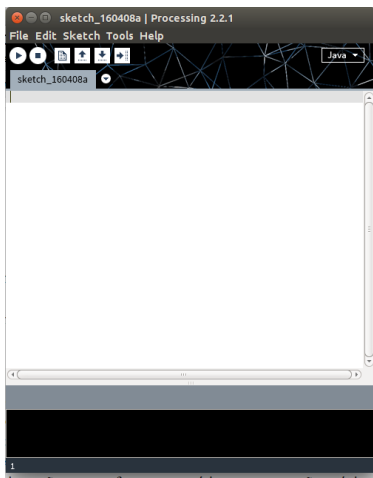 sketch_160408a | Processing 2.2.1
File Edit Sketch Tools Help
Java
sketch_160408a
1